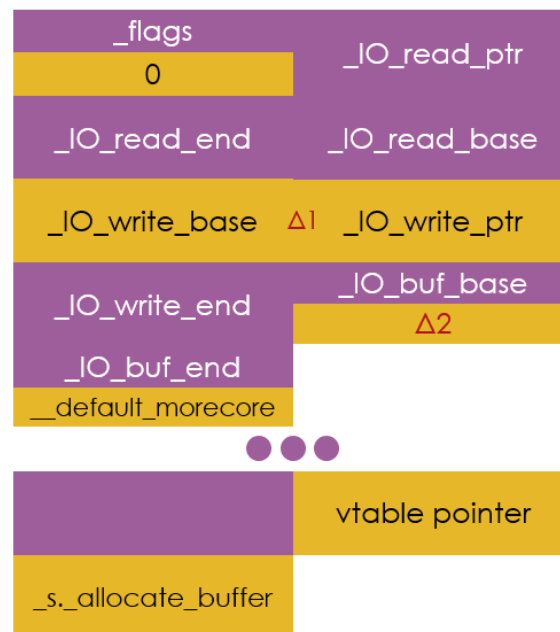 _flags
_IO_read_ptr
0
_IO_read_end
_IO_read_base
_IO_write_base
Δ1
_IO_write_ptr
_IO_write_end
_IO_buf_base
Δ2
_IO_buf_end
__default_morecore
vtable pointer
_s._allocate_buffer